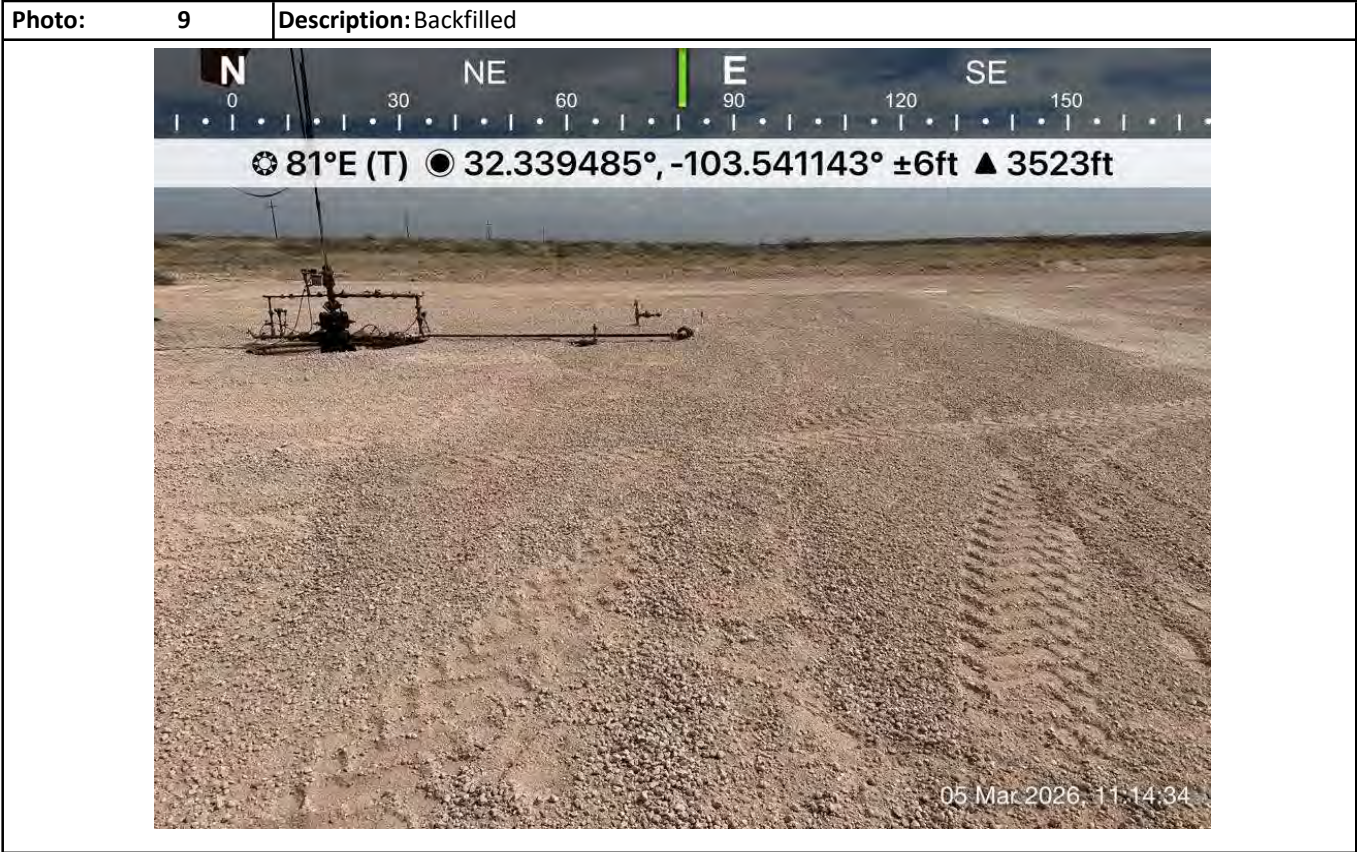 Photo: 9 Description: Backfilled
N NE E SE
0 30 60 90 120 150
81°E (T) 32.339485°, -103.541143° ±6ft ▲ 3523ft
05 Mar 2026, 11:14:34